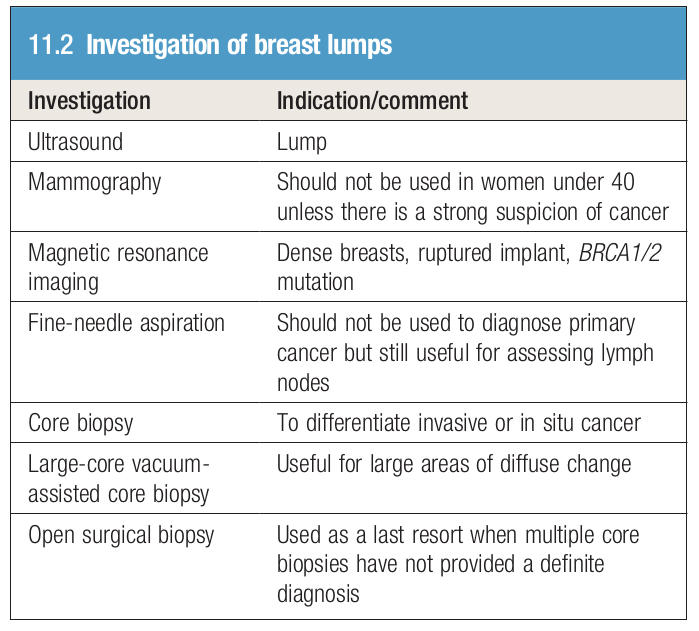 11.2 Investigation of breast lumps
Investigation Indication/comment
Ultrasound Lump
Mammography Should not be used in women under 40
unless there is a strong suspicion of cancer
Magnetic resonance Dense breasts, ruptured implant, BRCA1/2
imaging mutation
Fine-needle aspiration Should not be used to diagnose primary
cancer but still useful for assessing lymph
nodes
Core biopsy To differentiate invasive or in situ cancer
Large-core vacuum- Useful for large areas of diffuse change
assisted core biopsy
Open surgical biopsy Used as a last resort when multiple core
biopsies have not provided a definite
diagnosis